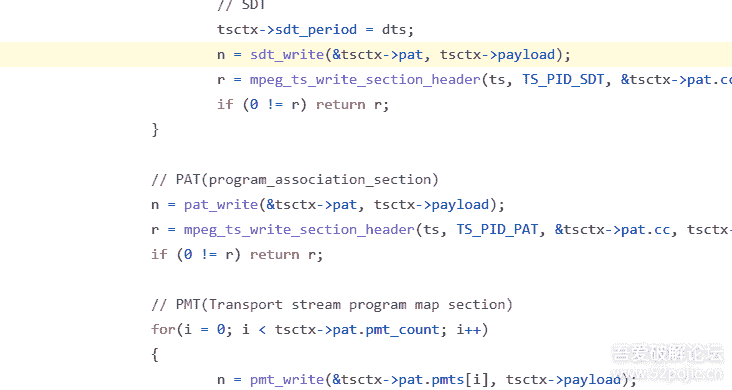 // SDT
tsctx->sdt_period = dts;
n = sdt_write(&tsctx->pat, tsctx->payload);
r = mpeg_ts_write_section_header(ts, TS_PID_SDT, &tsctx->pat.cc
if (0 != r) return r;
}
// PAT(program_association_section)
n = pat_write(&tsctx->pat, tsctx->payload);
r = mpeg_ts_write_section_header(ts, TS_PID_PAT, &tsctx->pat.cc, tsctx-
if (0 != r) return r;
// PMT(Transport stream program map section)
for(i = 0; i < tsctx->pat.pmt_count; i++)
{
n = pmt_write(&tsctx->pat.pmts[i], tsctx->payload);
吾爱破解论坛
www.52pojie.cn